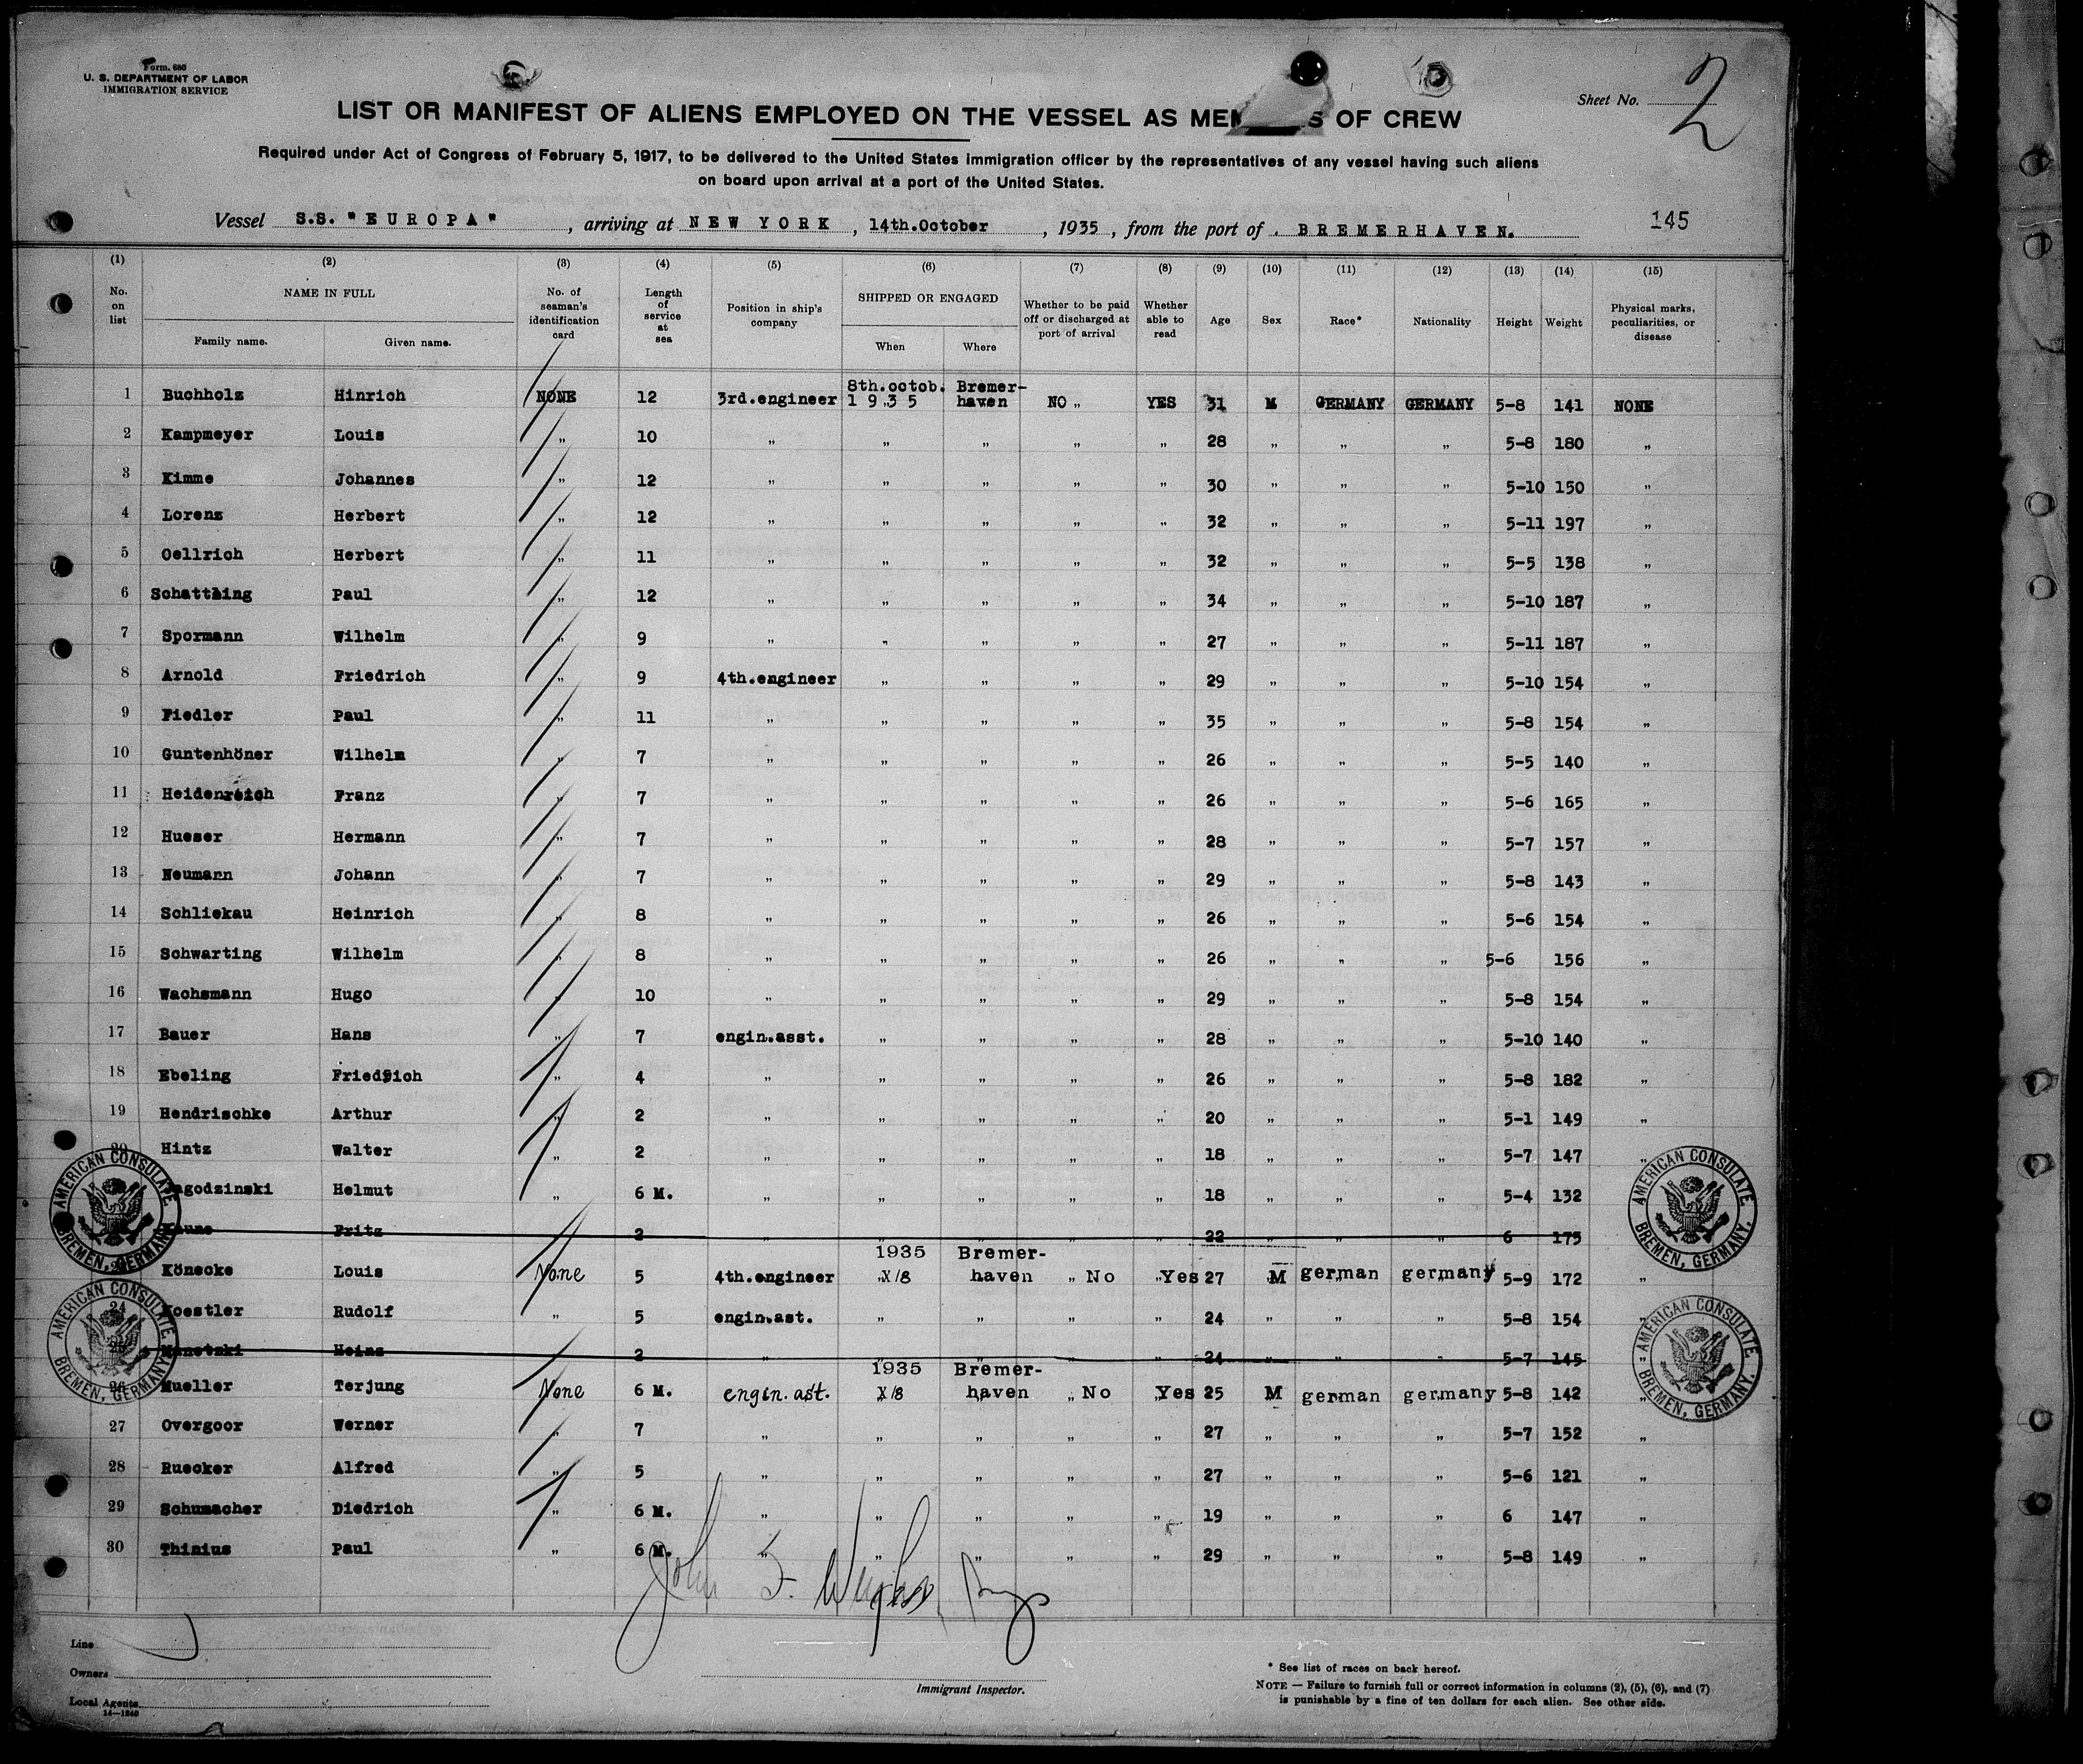 Form. 680
U. S. DEPARTMENT OF LABOR
IMMIGRATION SERVICE
Sheet No. 2
LIST OR MANIFEST OF ALIENS EMPLOYED ON THE VESSEL AS MEM S OF CREW
Required under Act of Congress of February 5, 1917, to be delivered to the United States immigration officer by the representatives of any vessel having such aliens
on board upon arrival at a port of the United States.
Vessel S.S. "EUROPA" , arriving at NEW YORK , 14th.October , 1935 , from the port of . BREMERHAVEN. 145
(1) (2) (3) (4) (5) (6) (7) (8) (9) (10) (11) (12) (13) (14) (15)
No. on list NAME IN FULL Family name. Given name. No. of seaman's identification card Length of service at sea Position in ship's company SHIPPED OR ENGAGED When Where Whether to be paid off or discharged at port of arrival Whether able to read Age Sex Race* Nationality Height Weight Physical marks, peculiarities, or disease
1 Buchholz Hinrich NONE 12 3rd.engineer 8th.octob. 1935 Bremer-haven NO „ YES 31 M GERMANY GERMANY 5-8 141 NONE
2 Kampmeyer Louis „ 10 „ „ „ „ „ 28 „ „ „ 5-8 180 „
3 Kimme Johannes „ 12 „ „ „ „ „ 30 „ „ „ 5-10 150 „
4 Lorenz Herbert „ 12 „ „ „ „ „ 32 „ „ „ 5-11 197 „
5 Oellrich Herbert „ 11 „ „ „ „ „ 32 „ „ „ 5-5 138 „
6 Schattling Paul „ 12 „ „ „ „ „ 34 „ „ „ 5-10 187 „
7 Spormann Wilhelm „ 9 „ „ „ „ „ 27 „ „ „ 5-11 187 „
8 Arnold Friedrich „ 9 4th.engineer „ „ „ „ 29 „ „ „ 5-10 154 „
9 Fiedler Paul „ 11 „ „ „ „ „ 35 „ „ „ 5-8 154 „
10 Guntenhöner Wilhelm „ 7 „ „ „ „ „ 26 „ „ „ 5-5 140 „
11 Heidenreich Franz „ 7 „ „ „ „ „ 26 „ „ „ 5-6 165 „
12 Hueser Hermann „ 7 „ „ „ „ „ 28 „ „ „ 5-7 157 „
13 Neumann Johann „ 7 „ „ „ „ „ 29 „ „ „ 5-8 143 „
14 Schliekau Heinrich „ 8 „ „ „ „ „ 26 „ „ „ 5-6 154 „
15 Schwarting Wilhelm „ 8 „ „ „ „ „ 26 „ „ „ 5-6 156 „
16 Wachsmann Hugo „ 10 „ „ „ „ „ 29 „ „ „ 5-8 154 „
17 Bauer Hans „ 7 engin.asst. „ „ „ „ 28 „ „ „ 5-10 140 „
18 Ebeling Friedrich „ 4 „ „ „ „ „ 26 „ „ „ 5-8 182 „
19 Hendrischke Arthur „ 2 „ „ „ „ „ 20 „ „ „ 5-1 149 „
20 Hintz Walter „ 2 „ „ „ „ „ 18 „ „ „ 5-7 147 „
agodzinski Helmut „ 6 M. „ „ „ „ „ 18 „ „ „ 5-4 132
Fritz 2 „ „ „ „ „ 22 „ „ „ 6 175
Könecke Louis None 5 4th.engineer 1935 X/8 Bremer-haven „ No „Yes 27 M german germany 5-9 172 „
24 Koestler Rudolf „ 5 engin.ast. „ „ „ „ 24 „ „ „ 5-8 154 „
25 Heinz 2 „ „ „ „ „ 24 „ „ „ 5-7 145 „
26 Mueller Terjung None 6 M. engin. ast. 1935 X/8 Bremer-haven „ No „Yes 25 M german germany 5-8 142 „
27 Overgoor Werner „ 7 „ „ „ „ „ 27 „ „ „ 5-7 152 „
28 Ruecker Alfred „ 5 „ „ „ „ „ 27 „ „ „ 5-6 121 „
29 Schumacher Diedrich „ 6 M. „ „ „ „ „ 19 „ „ „ 6 147 „
30 Thinius Paul „ 6 M. „ „ „ „ „ 29 „ „ „ 5-8 149 „
AMERICAN CONSULATE BREMEN, GERMANY.
AMERICAN CONSULATE BREMEN, GERMANY.
AMERICAN CONSULATE BREMEN, GERMANY.
AMERICAN CONSULATE BREMEN, GERMANY.
John
Line
Owners
Local Agents
14—1240
Immigrant Inspector.
* See list of races on back hereof.
NOTE — Failure to furnish full or correct information in columns (2), (5), (6), and (7)
is punishable by a fine of ten dollars for each alien. See other side.